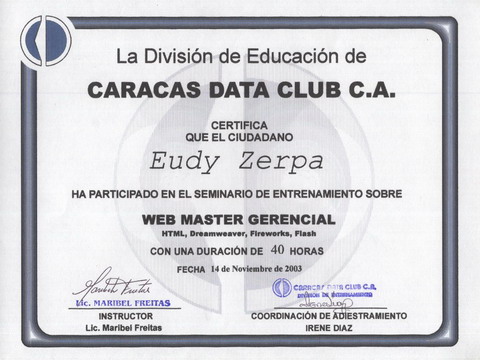 La División de Educación de
CARACAS DATA CLUB C.A.
CERTIFICA
QUE EL CIUDADANO
Eudy Zerpa
HA PARTICIPADO EN EL SEMINARIO DE ENTRENAMIENTO SOBRE
WEB MASTER GERENCIAL
HTML, Dreamweaver, Fireworks, Flash
CON UNA DURACIÓN DE 40 HORAS
FECHA 14 de Noviembre de 2003
Lic. MARIBEL FREITAS
INSTRUCTOR
Lic. Maribel Freitas
CARACAS DATA CLUB C.A.
DIVISIÓN DE ENTRENAMIENTO
COORDINACIÓN DE ADIESTRAMIENTO
IRENE DIAZ